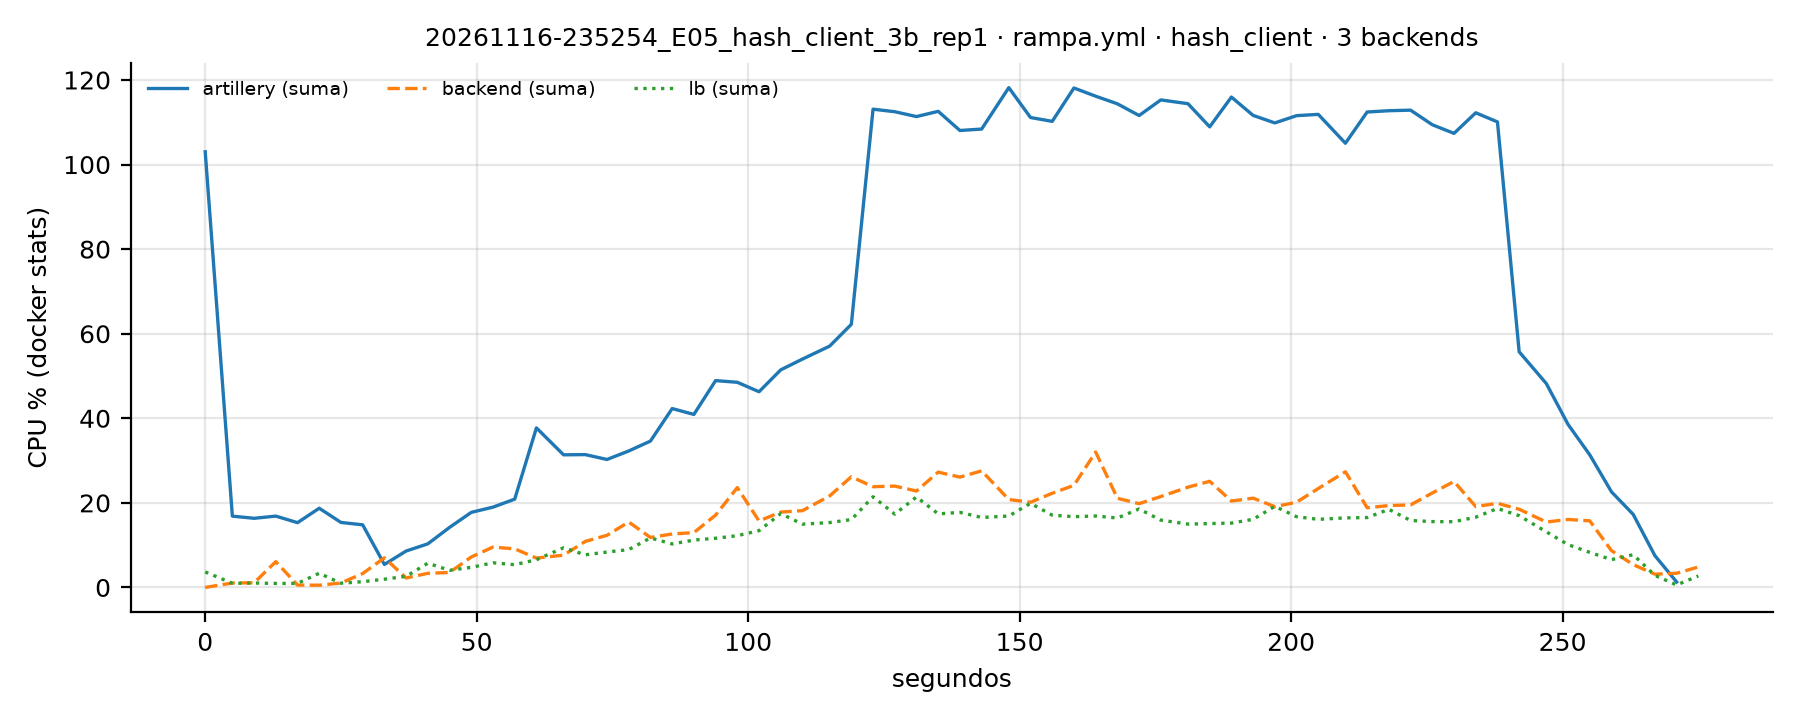 20261116-235254_E05_hash_client_3b_rep1 · rampa.yml · hash_client · 3 backends
artillery (suma) backend (suma) lb (suma)
CPU % (docker stats)
120
100
80
60
40
20
0
0 50 100 150 200 250
segundos